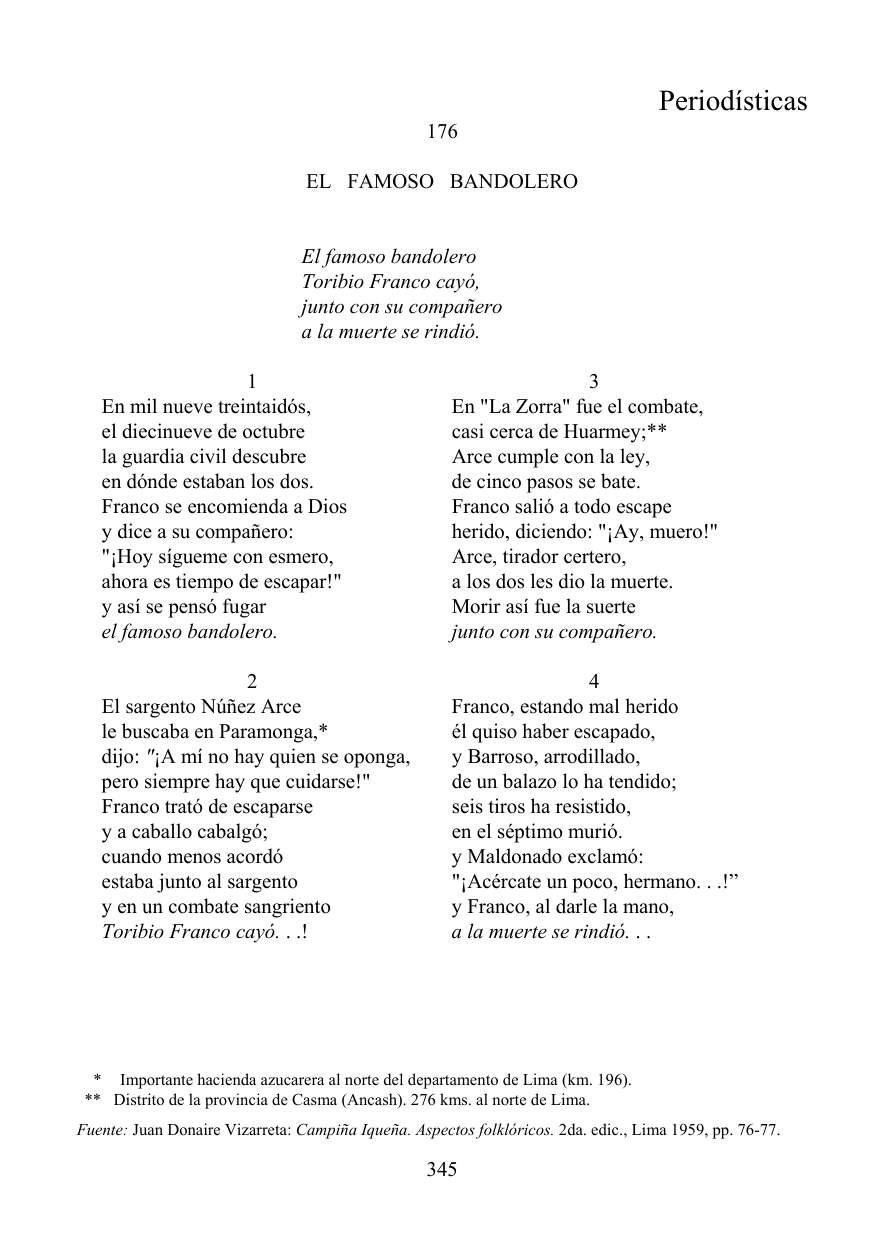 Periodísticas
176
EL FAMOSO BANDOLERO
El famoso bandolero
Toribio Franco cayó,
junto con su compañero
a la muerte se rindió.
1
En mil nueve treintaidós,
el diecinueve de octubre
la guardia civil descubre
en dónde estaban los dos.
Franco se encomienda a Dios
y dice a su compañero:
"¡Hoy sígueme con esmero,
ahora es tiempo de escapar!"
y así se pensó fugar
el famoso bandolero.
2
El sargento Núñez Arce
le buscaba en Paramonga,*
dijo: "¡A mí no hay quien se oponga,
pero siempre hay que cuidarse!"
Franco trató de escaparse
y a caballo cabalgó;
cuando menos acordó
estaba junto al sargento
y en un combate sangriento
Toribio Franco cayó. . .!
3
En "La Zorra" fue el combate,
casi cerca de Huarmey;**
Arce cumple con la ley,
de cinco pasos se bate.
Franco salió a todo escape
herido, diciendo: "¡Ay, muero!"
Arce, tirador certero,
a los dos les dio la muerte.
Morir así fue la suerte
junto con su compañero.
4
Franco, estando mal herido
él quiso haber escapado,
y Barroso, arrodillado,
de un balazo lo ha tendido;
seis tiros ha resistido,
en el séptimo murió.
y Maldonado exclamó:
"¡Acércate un poco, hermano. . .!”
y Franco, al darle la mano,
a la muerte se rindió. . .
* Importante hacienda azucarera al norte del departamento de Lima (km. 196).
** Distrito de la provincia de Casma (Ancash). 276 kms. al norte de Lima.
Fuente: Juan Donaire Vizarreta: Campiña Iqueña. Aspectos folklóricos. 2da. edic., Lima 1959, pp. 76-77.
345